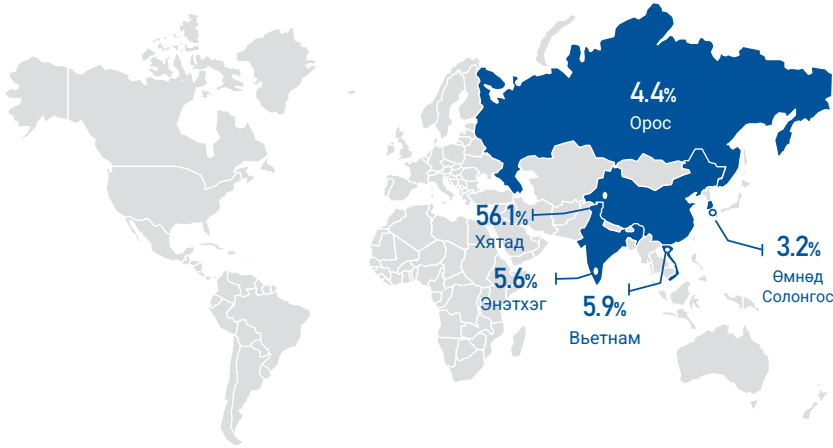 4.4%
Орос
56.1%
Хятад
3.2%
Өмнөд
Солонгос
5.6%
Энэтхэг
5.9%
Вьетнам